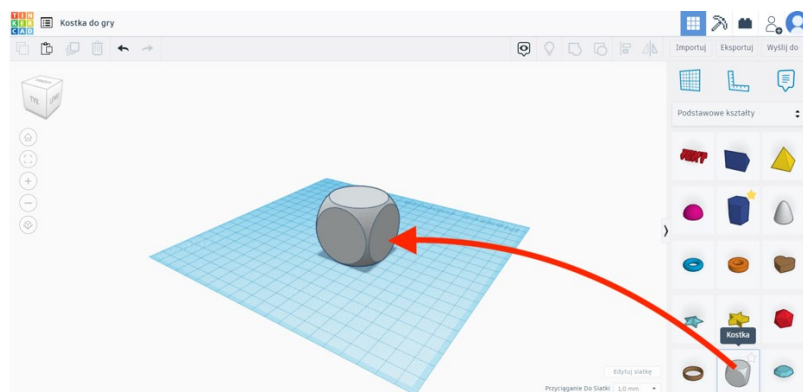 TIN
KER
CAD
Kostka do gry
Importuj Eksportuj Wyślij do
TYŁ
Podstawowe kształty
Kostka
Edytuj siatkę
Przyciąganie Do Siatki 1,0 mm